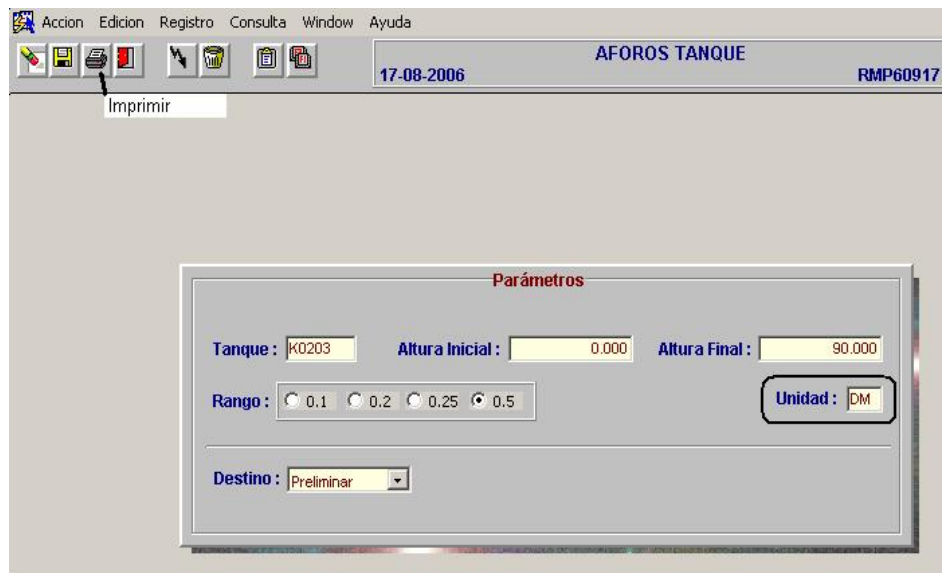 Accion Edicion Registro Consulta Window Ayuda
AFOROS TANQUE
17-08-2006 RMP60917
Imprimir
Parámetros
Tanque : K0203 Altura Inicial : 0.000 Altura Final : 90.000
Rango : 0.1 0.2 0.25 0.5 Unidad : DM
Destino : Preliminar